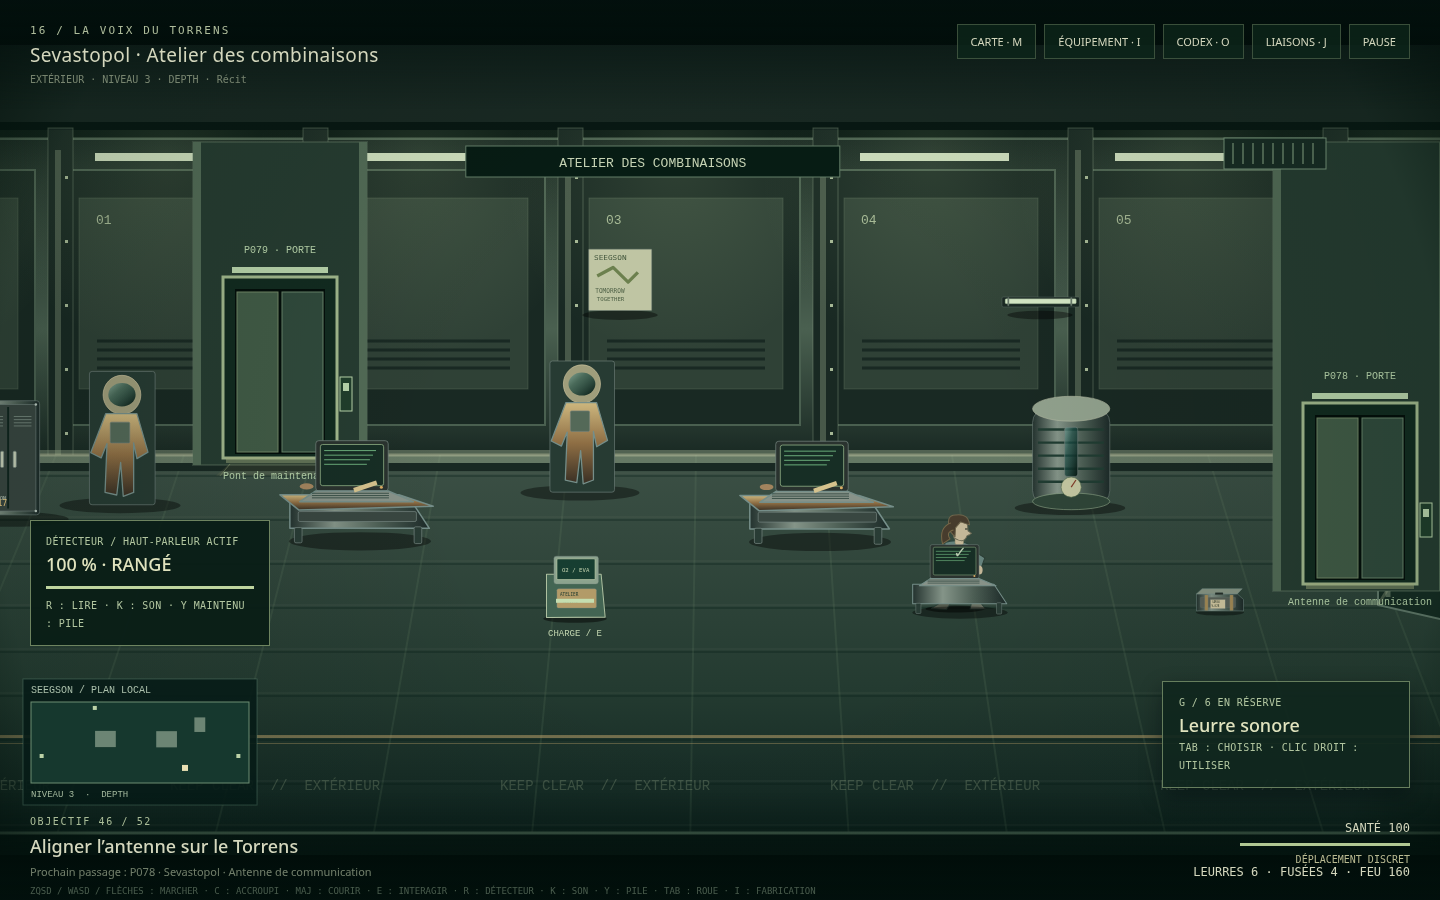 16 / LA VOIX DU TORRENS
Sevastopol · Atelier des combinaisons
EXTÉRIEUR · NIVEAU 3 · DEPTH · Récit
CARTE · M
ÉQUIPEMENT · I
CODEX · O
LIAISONS · J
PAUSE
ATELIER DES COMBINAISONS
01
03
04
05
P079 · PORTE
SEEGSON
TOMORROW
TOGETHER
P078 · PORTE
Pont de maintena
Antenne de communication
17
DÉTECTEUR / HAUT-PARLEUR ACTIF
100 % · RANGÉ
R : LIRE · K : SON · Y MAINTENU
: PILE
O2 / EVA
ATELIER
CHARGE / E
✓
SEEGSON / PLAN LOCAL
NIVEAU 3 · DEPTH
G / 6 EN RÉSERVE
Leurre sonore
TAB : CHOISIR · CLIC DROIT :
UTILISER
// EXTÉRIEUR
KEEP CLEAR // EXTÉRIEUR
KEEP CLEAR // EXTÉRIEUR
OBJECTIF 46 / 52
Aligner l’antenne sur le Torrens
Prochain passage : P078 · Sevastopol · Antenne de communication
ZQSD / WASD / FLÈCHES : MARCHER · C : ACCROUPI · MAJ : COURIR · E : INTERAGIR · R : DÉTECTEUR · K : SON · Y : PILE · TAB : ROUE · I : FABRICATION
SANTÉ 100
DÉPLACEMENT DISCRET
LEURRES 6 · FUSÉES 4 · FEU 160